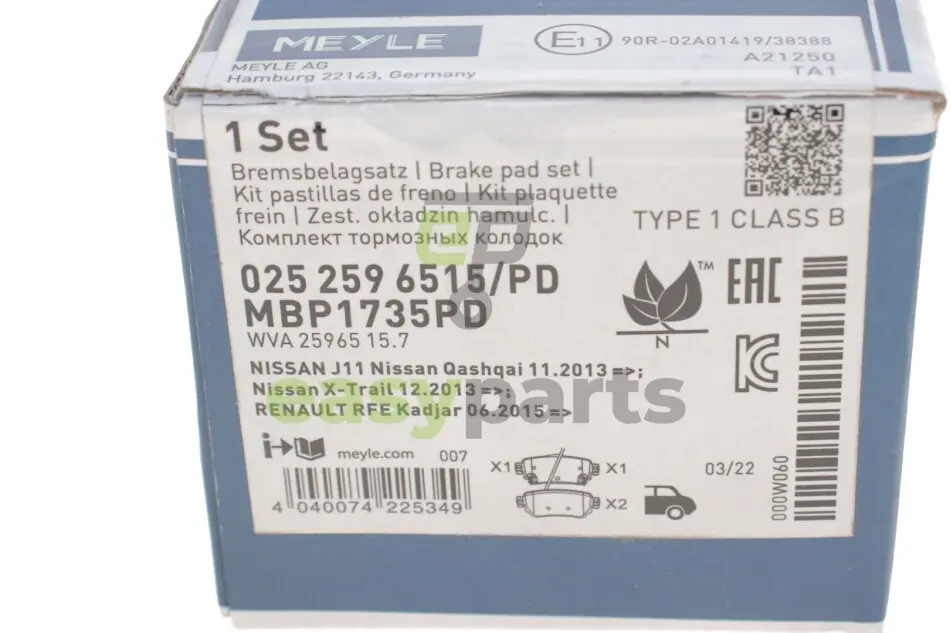 MEYLE
E11 90R-02A01419/38388
A21250
TA1
MEYLE AG
Hamburg 22143, Germany
1 Set
Bremsbelagsatz | Brake pad set |
Kit pastillas de freno | Kit plaquette
frein | Zest. okładzin hamulc. |
Комплект тормозных колодок
TYPE 1 CLASS B
025 259 6515/PD
MBP1735PD
WVA 25965 15.7
TM
N
EAC
NISSAN J11 Nissan Qashqai 11.2013 =>;
Nissan X-Trail 12.2013 =>;
RENAULT RFE Kadjar 06.2015 =>
easyparts
meyle.com 007
X1 X1
X2
03/22
000W060
4 040074 225349